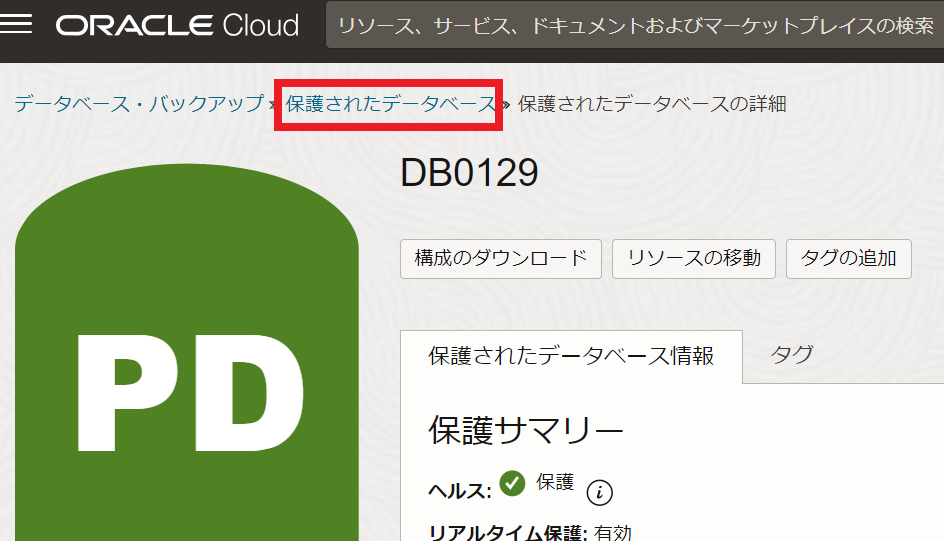 ORACLE Cloud
リソース、サービス、ドキュメントおよびマーケットプレイスの検索
データベース・バックアップ » 保護されたデータベース » 保護されたデータベースの詳細
DB0129
構成のダウンロード リソースの移動 タグの追加
PD
保護されたデータベース情報 タグ
保護サマリー
ヘルス: 保護 i
リアルタイム保護: 有効